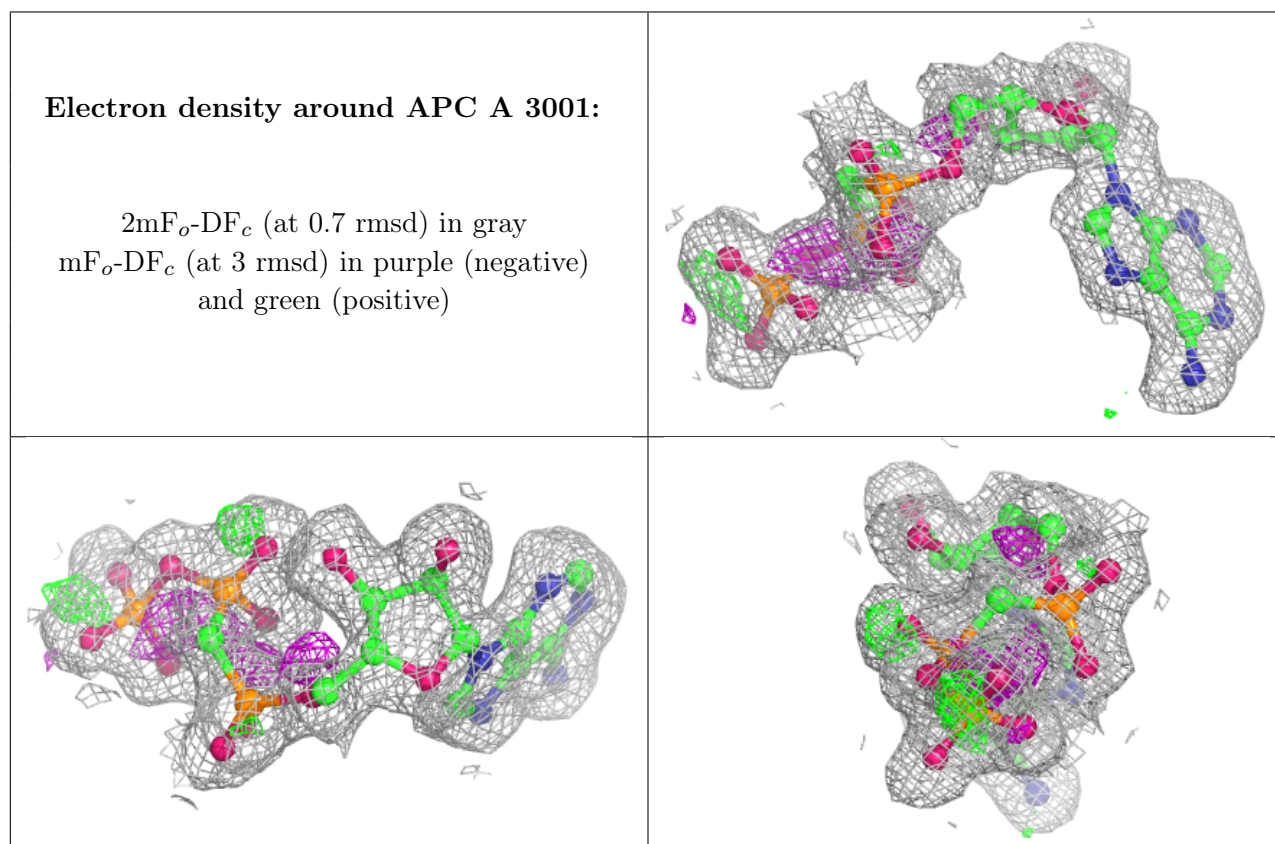 Electron density around APC A 3001:
2mFo-DFc (at 0.7 rmsd) in gray
mFo-DFc (at 3 rmsd) in purple (negative)
and green (positive)